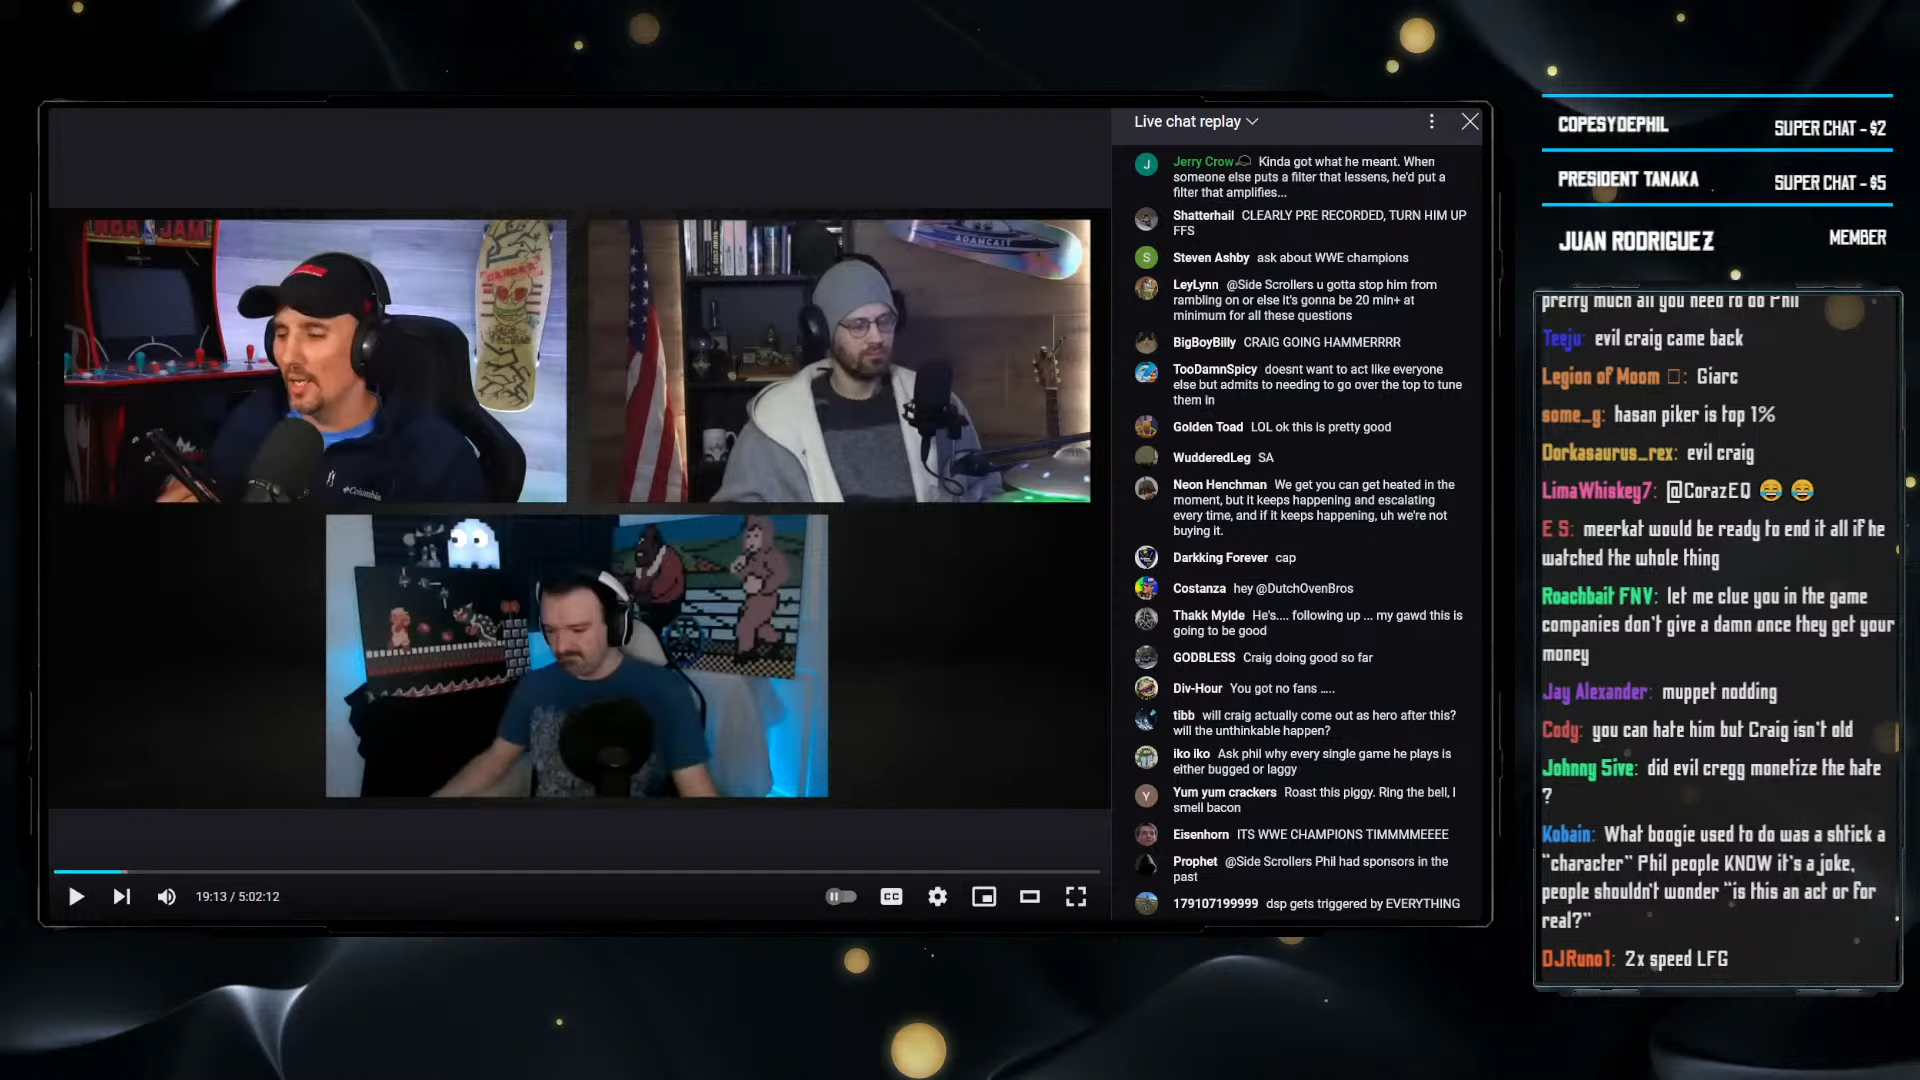 NBA JAM
ADAMCAST
Columbia
Live chat replay
Jerry Crow Kinda got what he meant. When
someone else puts a filter that lessens, he'd put a
filter that amplifies...
Shatterhail CLEARLY PRE RECORDED, TURN HIM UP
FFS
Steven Ashby ask about WWE champions
LeyLynn @Side Scrollers u gotta stop him from
rambling on or else it's gonna be 20 min+ at
minimum for all these questions
BigBoyBilly CRAIG GOING HAMMERRRR
TooDamnSpicy doesnt want to act like everyone
else but admits to needing to go over the top to tune
them in
Golden Toad LOL ok this is pretty good
WudderedLeg SA
Neon Henchman We get you can get heated in the
moment, but it keeps happening and escalating
every time, and if it keeps happening, uh we're not
buying it.
Darkking Forever cap
Costanza hey @DutchOvenBros
Thakk Mylde He's.... following up ... my gawd this is
going to be good
GODBLESS Craig doing good so far
Div-Hour You got no fans .....
tibb will craig actually come out as hero after this?
will the unthinkable happen?
iko iko Ask phil why every single game he plays is
either bugged or laggy
Yum yum crackers Roast this piggy. Ring the bell, I
smell bacon
Eisenhorn ITS WWE CHAMPIONS TIMMMMEEEE
Prophet @Side Scrollers Phil had sponsors in the
past
179107199999 dsp gets triggered by EVERYTHING
19:13 / 5:02:12
CC
COPESYDEPHIL SUPER CHAT - $2
PRESIDENT TANAKA SUPER CHAT - $5
JUAN RODRIGUEZ MEMBER
pretty much all you need to do Phil
Teeju: evil craig came back
Legion of Moom: Giarc
some_g: hasan piker is top 1%
Dorkasaurus_rex: evil craig
LimaWhiskey7: @CorazEQ 😂 😂
E S: meerkat would be ready to end it all if he
watched the whole thing
Roachbait FNV: let me clue you in the game
companies don't give a damn once they get your
money
Jay Alexander: muppet nodding
Cody: you can hate him but Craig isn't old
Johnny 5ive: did evil cregg monetize the hate
?
Kobain: What boogie used to do was a shtick a
"character" Phil people KNOW it's a joke,
people shouldn't wonder "is this an act or for
real?"
DJRuno1: 2x speed LFG